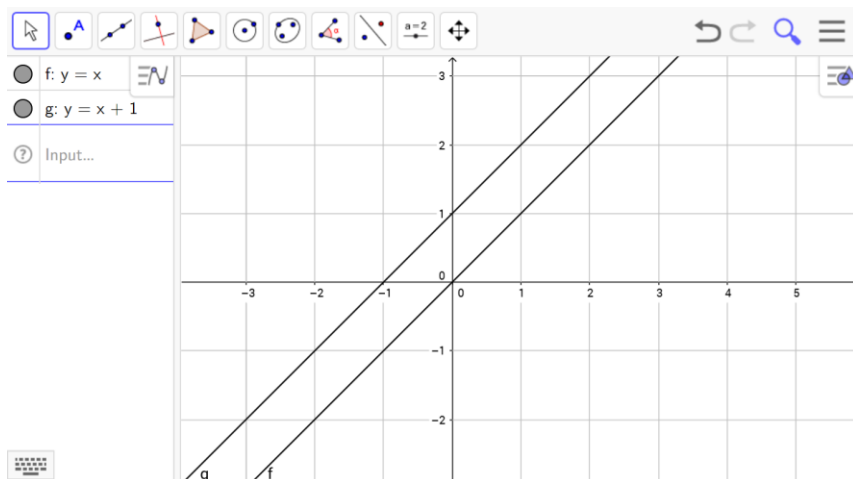 A
α
a=2
f: y = x
g: y = x + 1
Input...
3
2
1
0
-3 -2 -1 0 1 2 3 4 5
-1
-2
g f